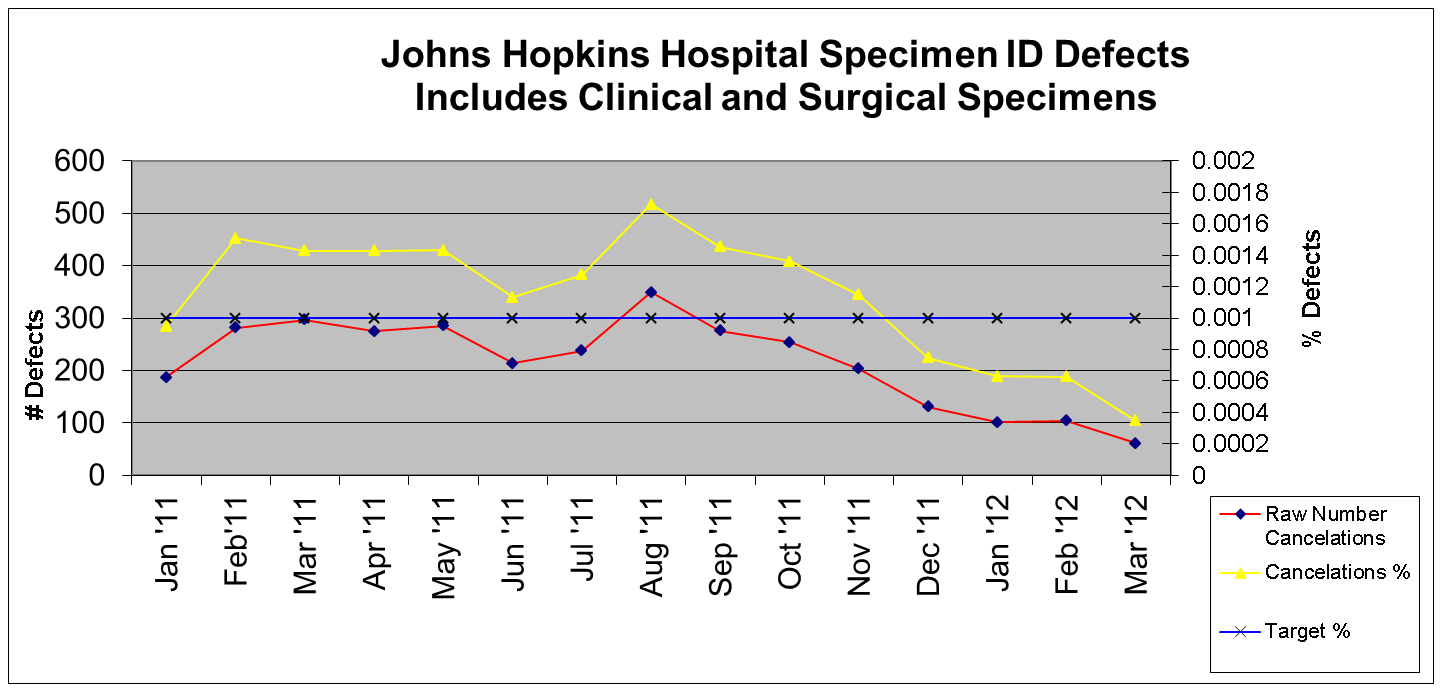 Johns Hopkins Hospital Specimen ID Defects
Includes Clinical and Surgical Specimens
# Defects
600
500
400
300
200
100
0
0.002
0.0018
0.0016
0.0014
0.0012
0.001
0.0008
0.0006
0.0004
0.0002
0
% Defects
Jan '11
Feb'11
Mar '11
Apr '11
May '11
Jun '11
Jul '11
Aug '11
Sep '11
Oct '11
Nov '11
Dec '11
Jan '12
Feb '12
Mar '12
Raw Number
Cancelations
Cancelations %
Target %